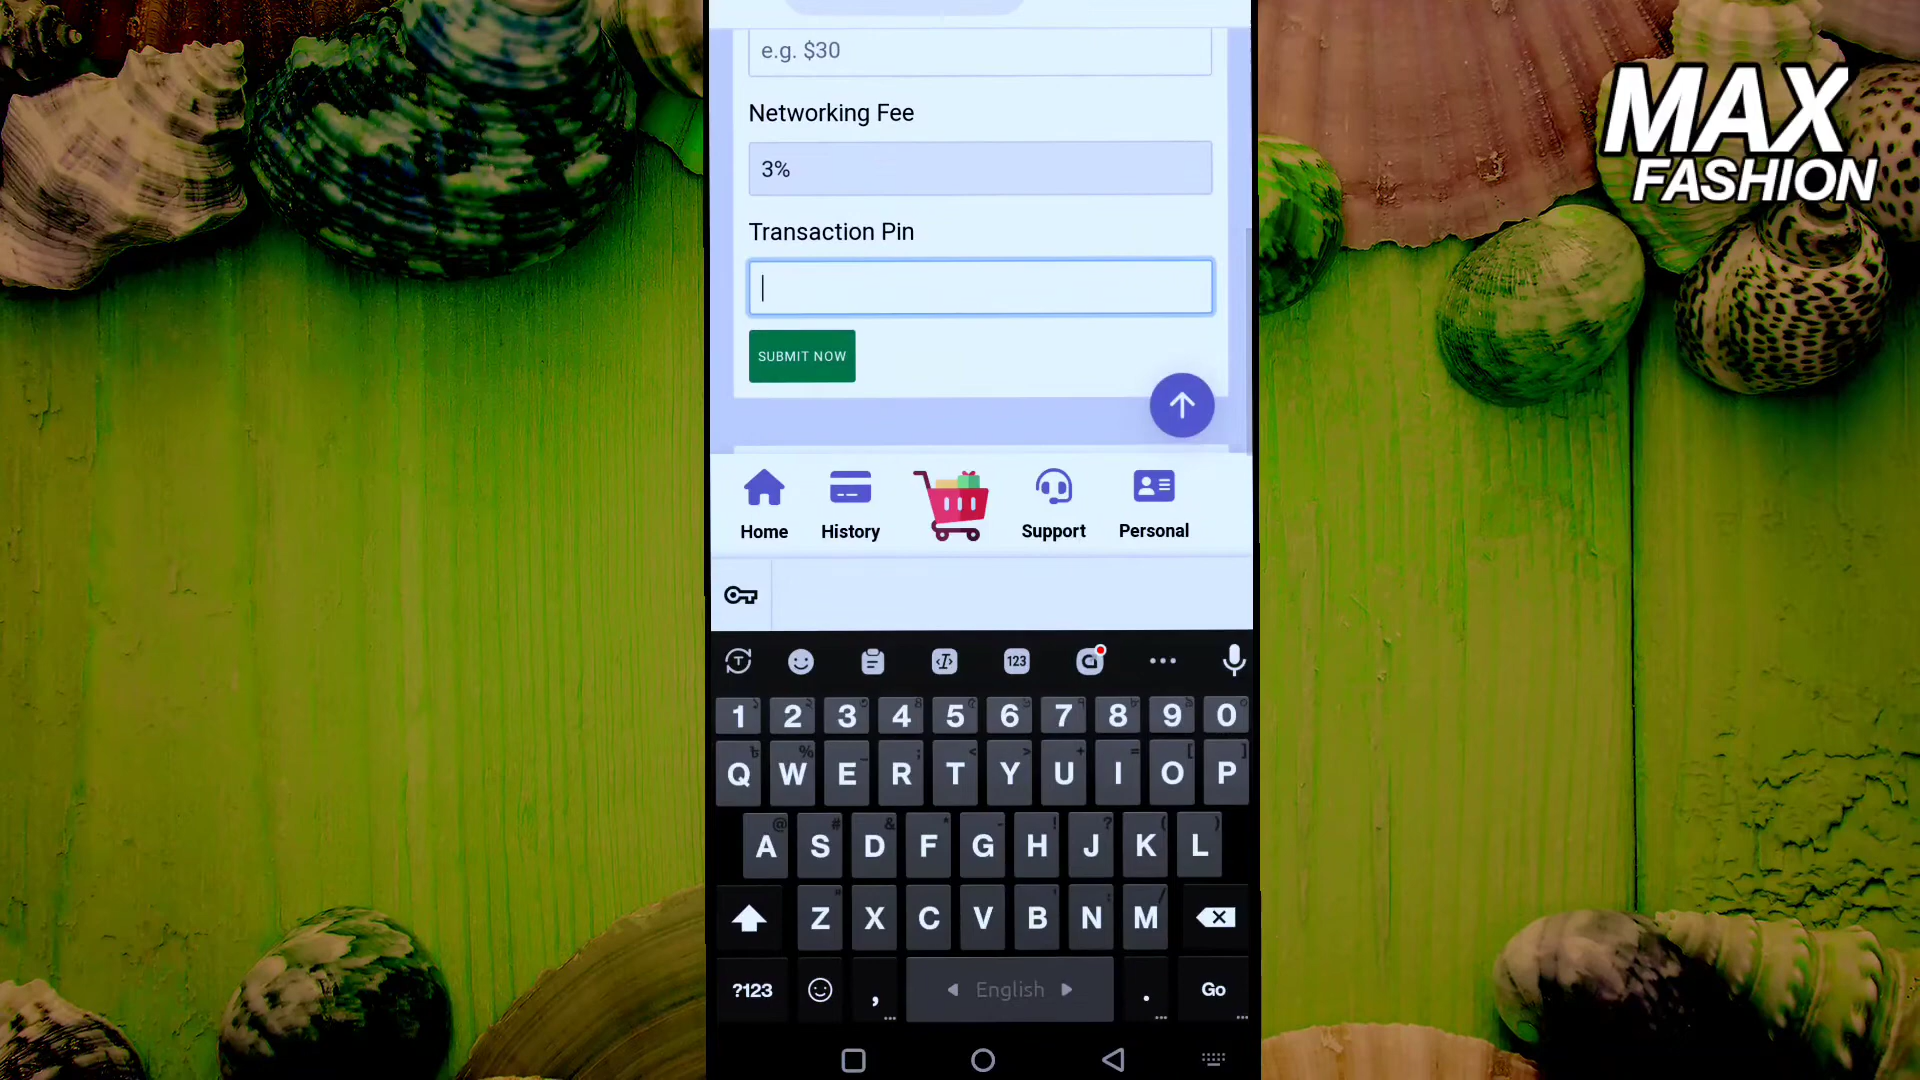 e.g. $30
Networking Fee
3%
Transaction Pin
SUBMIT NOW
Home
History
Support
Personal
MAX
FASHION
123
1 2 3 4 5 6 7 8 9 0
Q W E R T Y U I O P
A S D F G H J K L
Z X C V B N M
?123 , English . Go